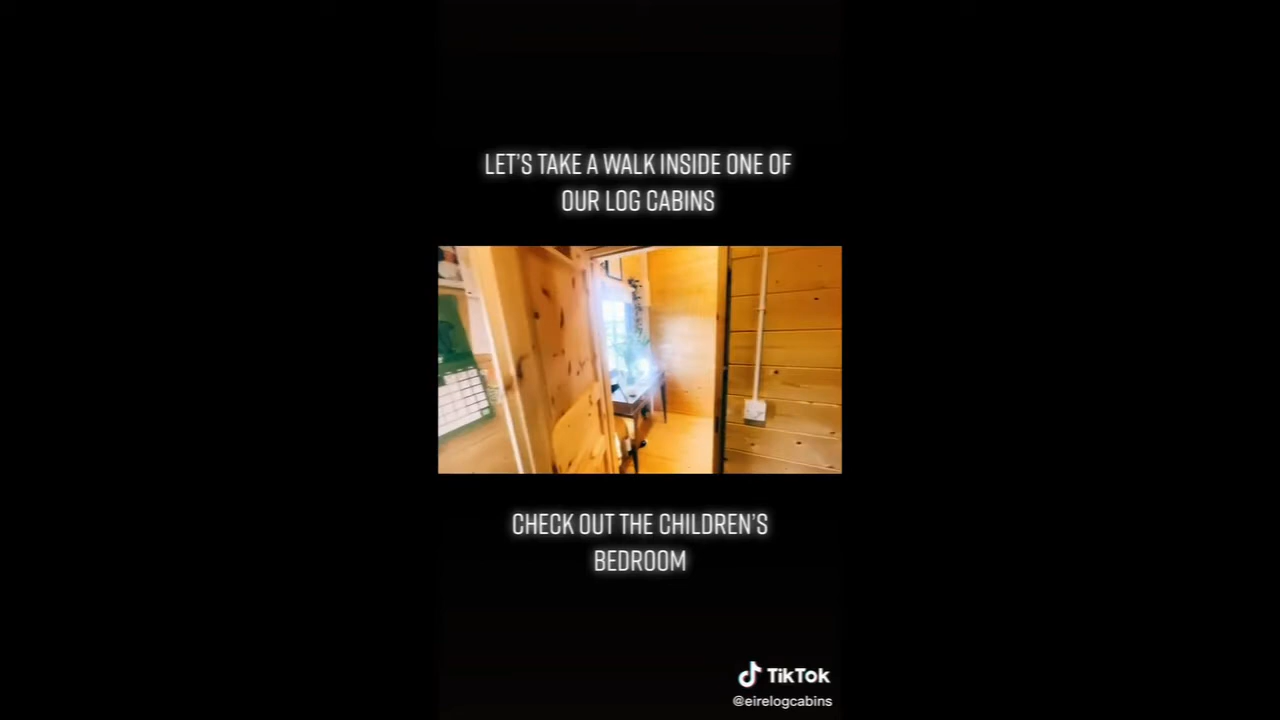 LET'S TAKE A WALK INSIDE ONE OF
OUR LOG CABINS
CHECK OUT THE CHILDREN'S
BEDROOM
TikTok
@eirelogcabins